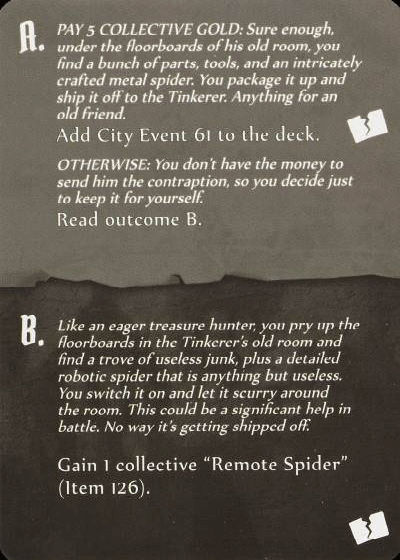 A.
PAY 5 COLLECTIVE GOLD: Sure enough,
under the floorboards of his old room, you
find a bunch of parts, tools, and an intricately
crafted metal spider. You package it up and
ship it off to the Tinkerer. Anything for an
old friend.
Add City Event 61 to the deck.
OTHERWISE: You don't have the money to
send him the contraption, so you decide just
to keep it for yourself.
Read outcome B.
B.
Like an eager treasure hunter, you pry up the
floorboards in the Tinkerer's old room and
find a trove of useless junk, plus a detailed
robotic spider that is anything but useless.
You switch it on and let it scurry around
the room. This could be a significant help in
battle. No way it's getting shipped off.
Gain 1 collective “Remote Spider”
(Item 126).